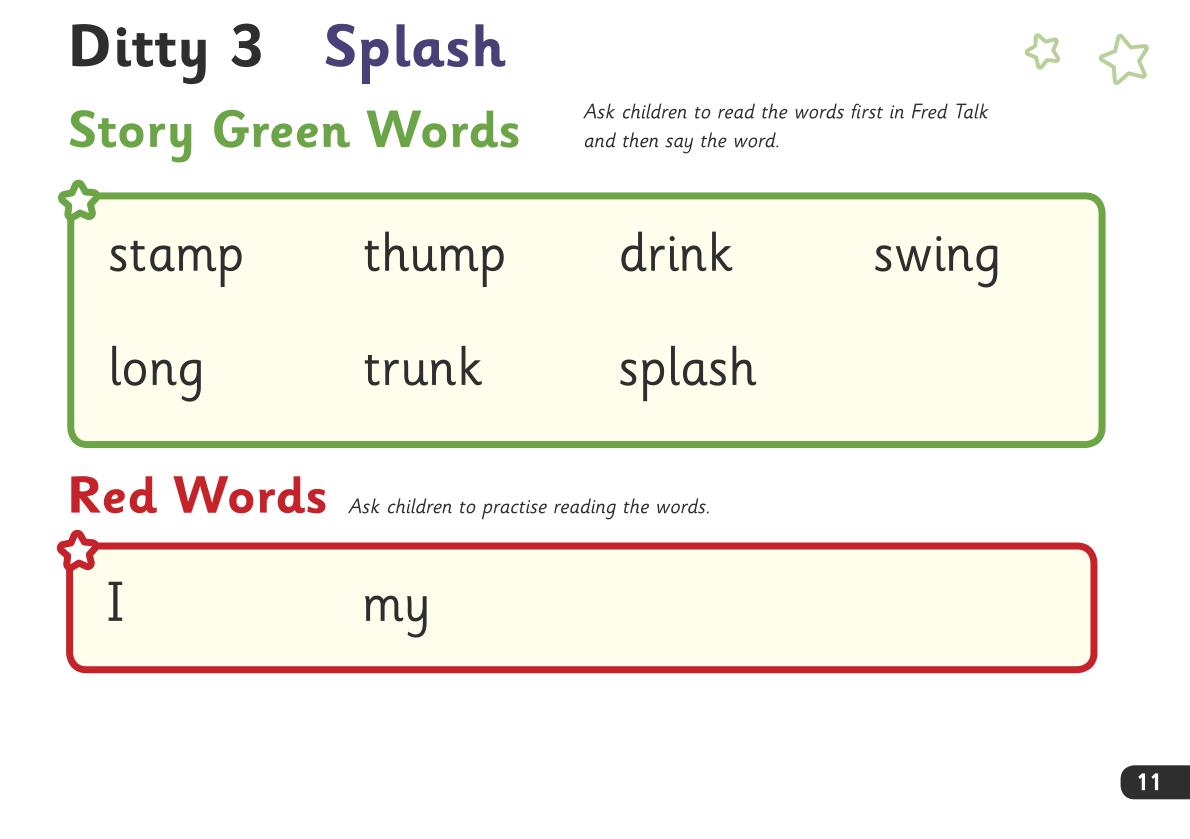 Ditty 3 Splash
Story Green Words
Ask children to read the words first in Fred Talk
and then say the word.
stamp thump drink swing
long trunk splash
Red Words Ask children to practise reading the words.
I my
11